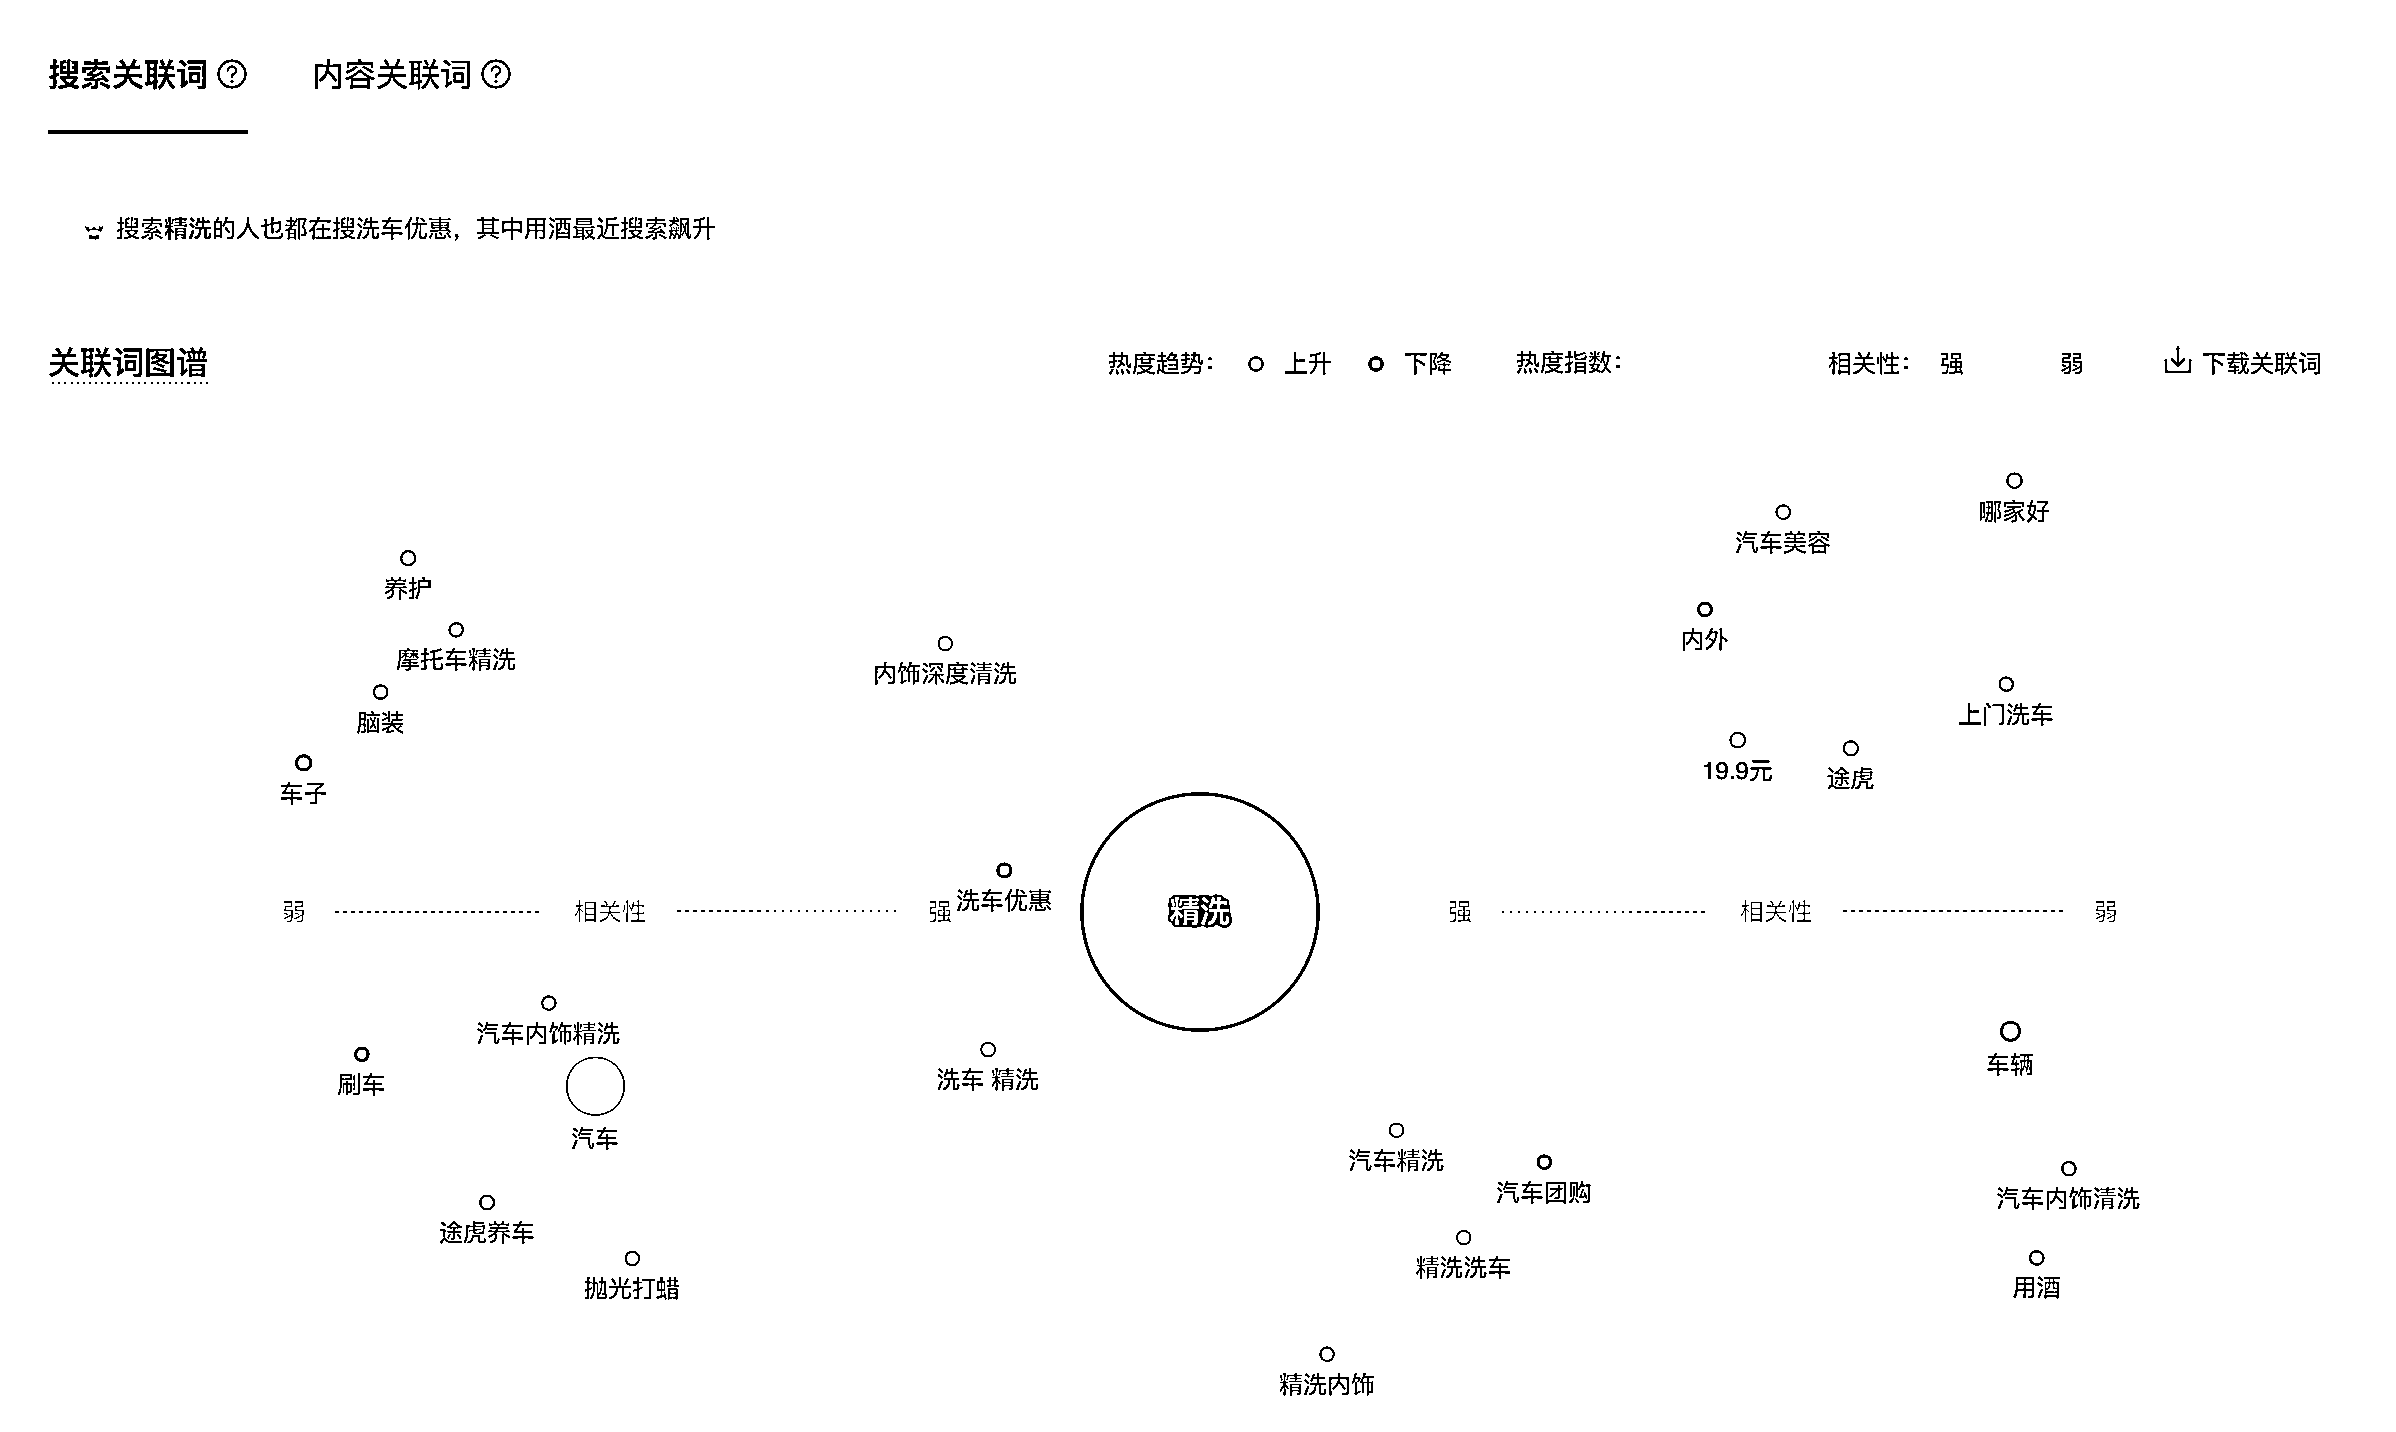 搜索关联词 ? 内容关联词 ?
搜索精洗的人也都在搜洗车优惠，其中用酒最近搜索飙升
关联词图谱
热度趋势： 上升 下降 热度指数： 相关性： 强 弱 下载关联词
哪家好
汽车美容
养护
内外
摩托车精洗
内饰深度清洗
脑装
上门洗车
19.9元
途虎
车子
洗车优惠
弱 相关性 强
精洗
强 相关性 弱
汽车内饰精洗
刷车
洗车 精洗
车辆
汽车
汽车精洗
汽车团购
汽车内饰清洗
途虎养车
精洗洗车
抛光打蜡
用酒
精洗内饰